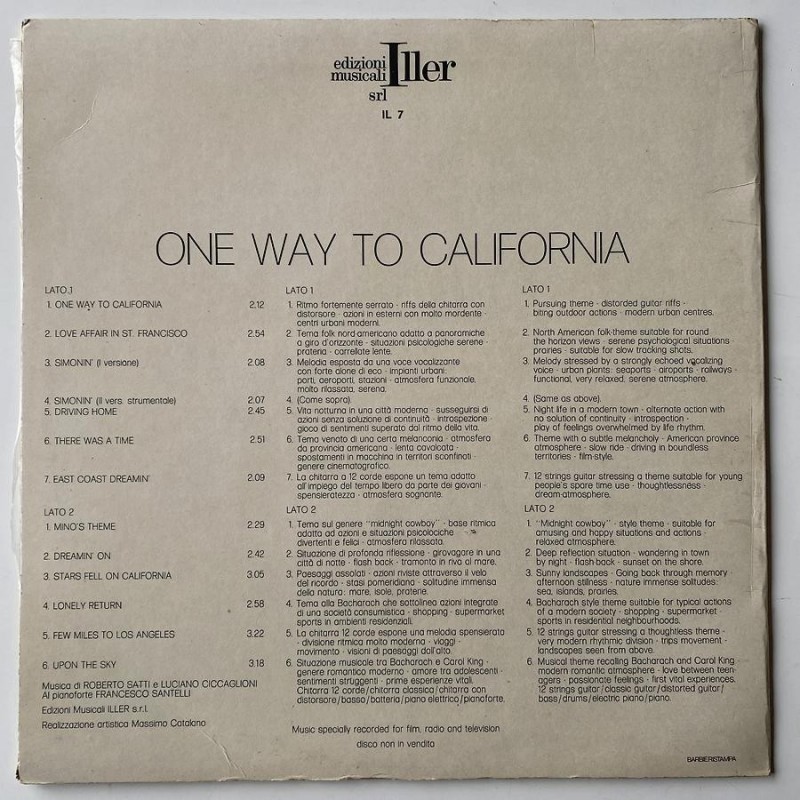 edizioni
musicali Iller
srl
IL 7
ONE WAY TO CALIFORNIA
LATO 1
1. ONE WAY TO CALIFORNIA 2.12
2. LOVE AFFAIR IN ST. FRANCISCO 2.54
3. SIMONIN' (I versione) 2.08
4. SIMONIN' (II vers. strumentale) 2.07
5. DRIVING HOME 2.45
6. THERE WAS A TIME 2.51
7. EAST COAST DREAMIN' 2.09
LATO 2
1. MINO'S THEME 2.29
2. DREAMIN' ON 2.42
3. STARS FELL ON CALIFORNIA 3.05
4. LONELY RETURN 2.58
5. FEW MILES TO LOS ANGELES 3.22
6. UPON THE SKY 3.18
Musica di ROBERTO SATTI e LUCIANO CICCAGLIONI
Al pianoforte FRANCESCO SANTELLI
Edizioni Musicali ILLER s.r.l.
Realizzazione artistica Massimo Catalano
LATO 1
1. Ritmo fortemente serrato - riffs della chitarra con
distorsore - azioni in esterni con molto mordente -
centri urbani moderni.
2. Tema folk nord americano adatto a panoramiche
a giro d'orizzonte - situazioni psicologiche serene -
prateria - carrellate lente.
3. Melodia esposta da una voce vocalizzante
con forte alone di eco - impianti urbani:
porti, aeroporti, stazioni - atmosfera funzionale,
molto rilassata, serena.
4. (Come sopra).
5. Vita notturna in una città moderna - susseguirsi di
azioni senza soluzione di continuità - introspezione -
gioco di sentimenti superato dal ritmo della vita.
6. Tema venato di una certa melanconia - atmosfera
da provincia americana - lenta cavalcata -
spostamenti in macchina in territori sconfinati -
genere cinematografico.
7. La chitarra a 12 corde espone un tema adatto
all'impiego del tempo libero da parte dei giovani -
spensieratezza - atmosfera sognante.
LATO 2
1. Tema sul genere "midnight cowboy" - base ritmica
adatta ad azioni e situazioni psicolociche
divertenti e felici - atmosfera rilassata.
2. Situazione di profonda riflessione - girovagare in una
città di notte - flash back - tramonto in riva al mare.
3. Paesaggi assolati - azioni riviste attraverso il velo
del ricordo - stasi pomeridiana - solitudine immensa
della natura: mare, isole, praterie.
4. Tema alla Bacharach che sottolinea azioni integrate
di una società consumistica - shopping - supermarket
sports in ambienti residenziali.
5. La chitarra 12 corde espone una melodia spensierata
- divisione ritmica molto moderna - viaggi -
movimento - visioni di paesaggi dall'alto.
6. Situazione musicale tra Bacharach e Carol King -
genere romantico moderno - amore tra adolescenti -
sentimenti struggenti - prime esperienze vitali.
Chitarra 12 corde/chitarra classica/chitarra con
distorsore/basso/batteria/piano elettrico/pianoforte.
LATO 1
1. Pursuing theme - distorded guitar riffs -
biting outdoor actions - modern urban centres.
2. North American folk-theme suitable for round
the horizon views - serene psychological situations -
prairies - suitable for slow tracking shots.
3. Melody stressed by a strongly echoed vocalizing
voice - urban plants: seaports - airoports - railways -
functional, very relaxed, serene atmosphere.
4. (Same as above).
5. Night life in a modern town - alternate action with
no solution of continuity - introspection -
play of feelings overwhelmed by life rhythm.
6. Theme with a subtle melancholy - American province
atmosphere - slow ride - driving in boundless
territories - film-style.
7. 12 strings guitar stressing a theme suitable for young
people's spare time use - thoughtlessness -
dream-atmosphere.
LATO 2
1. "Midnight cowboy" - style theme - suitable for
amusing and happy situations and actions -
relaxed atmosphere.
2. Deep reflection situation - wandering in town
by night - flash-back - sunset on the shore.
3. Sunny landscapes - Going back through memory
afternoon stillness - nature immense solitudes:
sea, islands, prairies.
4. Bacharach style theme suitable for typical actions
of a modern society - shopping - supermarket -
sports in residential neighbourhoods.
5. 12 strings guitar stressing a thoughtless theme -
very modern rhythmic division - trips movement -
landscapes seen from above.
6. Musical theme recalling Bacharach and Carol King -
modern romantic atmosphere - love between teen-
agers - passionate feelings - first vital experiences.
12 strings guitar/classic guitar/distorted guitar/
bass/drums/electric piano/piano.
Music specially recorded for film, radio and television
disco non in vendita
BARBIERISTAMPA